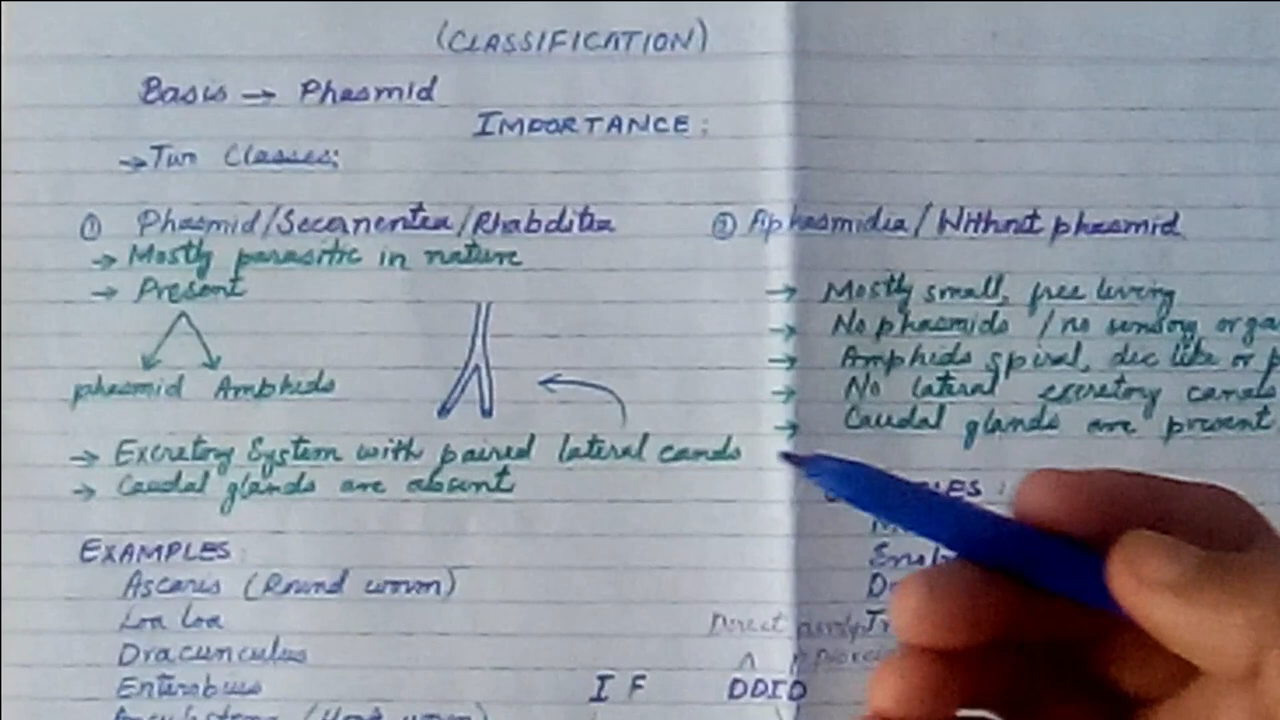 (CLASSIFICATION)
Basis → Phasmid
IMPORTANCE:
→ Two Classes:
① Phasmid/Secernentea/Rhabditea
→ Mostly parasitic in nature
→ Present
phasmid Amphids
→ Excretory System with paired lateral canals
→ Caudal glands are absent
EXAMPLES:
Ascaris (Round worm)
Loa loa
Dracunculus
Enterobius
② Aphasmidia/Without phasmid
→ Mostly small, free living
→ No phasmids / no sensory orga
→ Amphids spiral, disc like or p
→ No lateral excretory canals
→ Caudal glands are present
Direct
I F